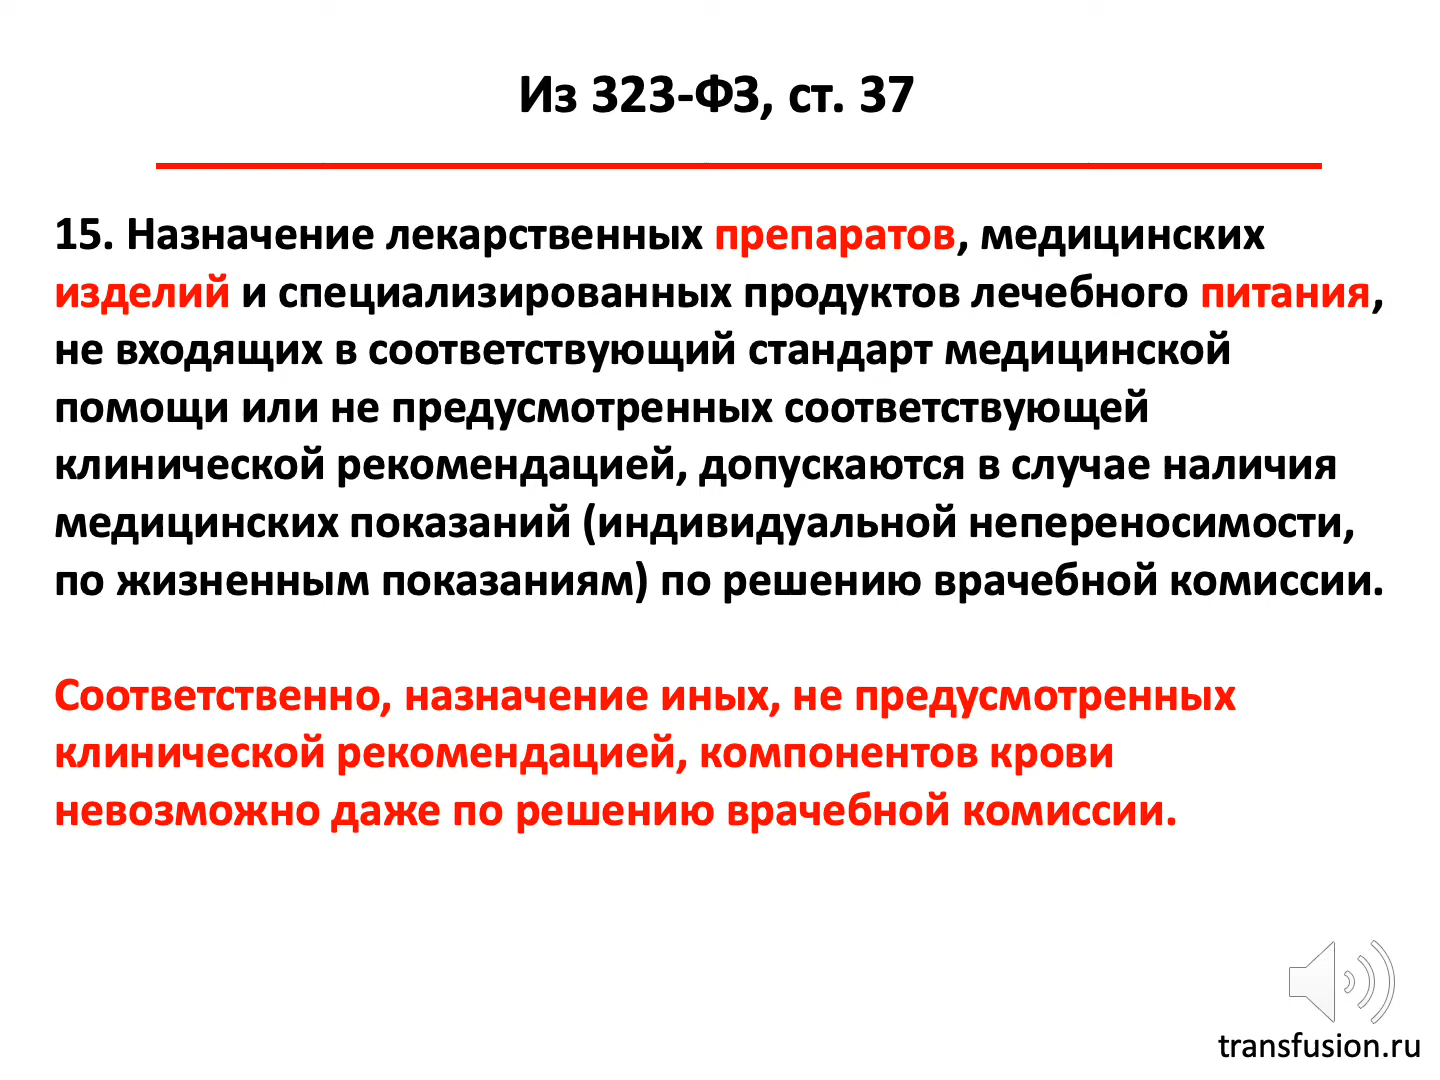 Из 323-ФЗ, ст. 37
15. Назначение лекарственных препаратов, медицинских
изделий и специализированных продуктов лечебного питания,
не входящих в соответствующий стандарт медицинской
помощи или не предусмотренных соответствующей
клинической рекомендацией, допускаются в случае наличия
медицинских показаний (индивидуальной непереносимости,
по жизненным показаниям) по решению врачебной комиссии.
Соответственно, назначение иных, не предусмотренных
клинической рекомендацией, компонентов крови
невозможно даже по решению врачебной комиссии.
transfusion.ru